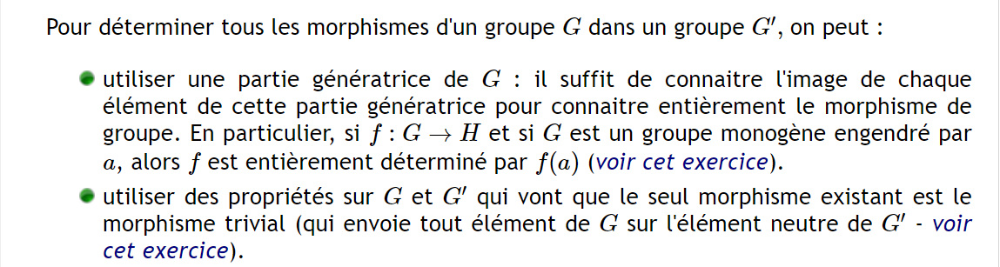 Pour déterminer tous les morphismes d'un groupe G dans un groupe G′, on peut :
utiliser une partie génératrice de G : il suffit de connaitre l'image de chaque
élément de cette partie génératrice pour connaitre entièrement le morphisme de
groupe. En particulier, si f : G → H et si G est un groupe monogène engendré par
a, alors f est entièrement déterminé par f(a) (voir cet exercice).
utiliser des propriétés sur G et G′ qui vont que le seul morphisme existant est le
morphisme trivial (qui envoie tout élément de G sur l'élément neutre de G′ - voir
cet exercice).